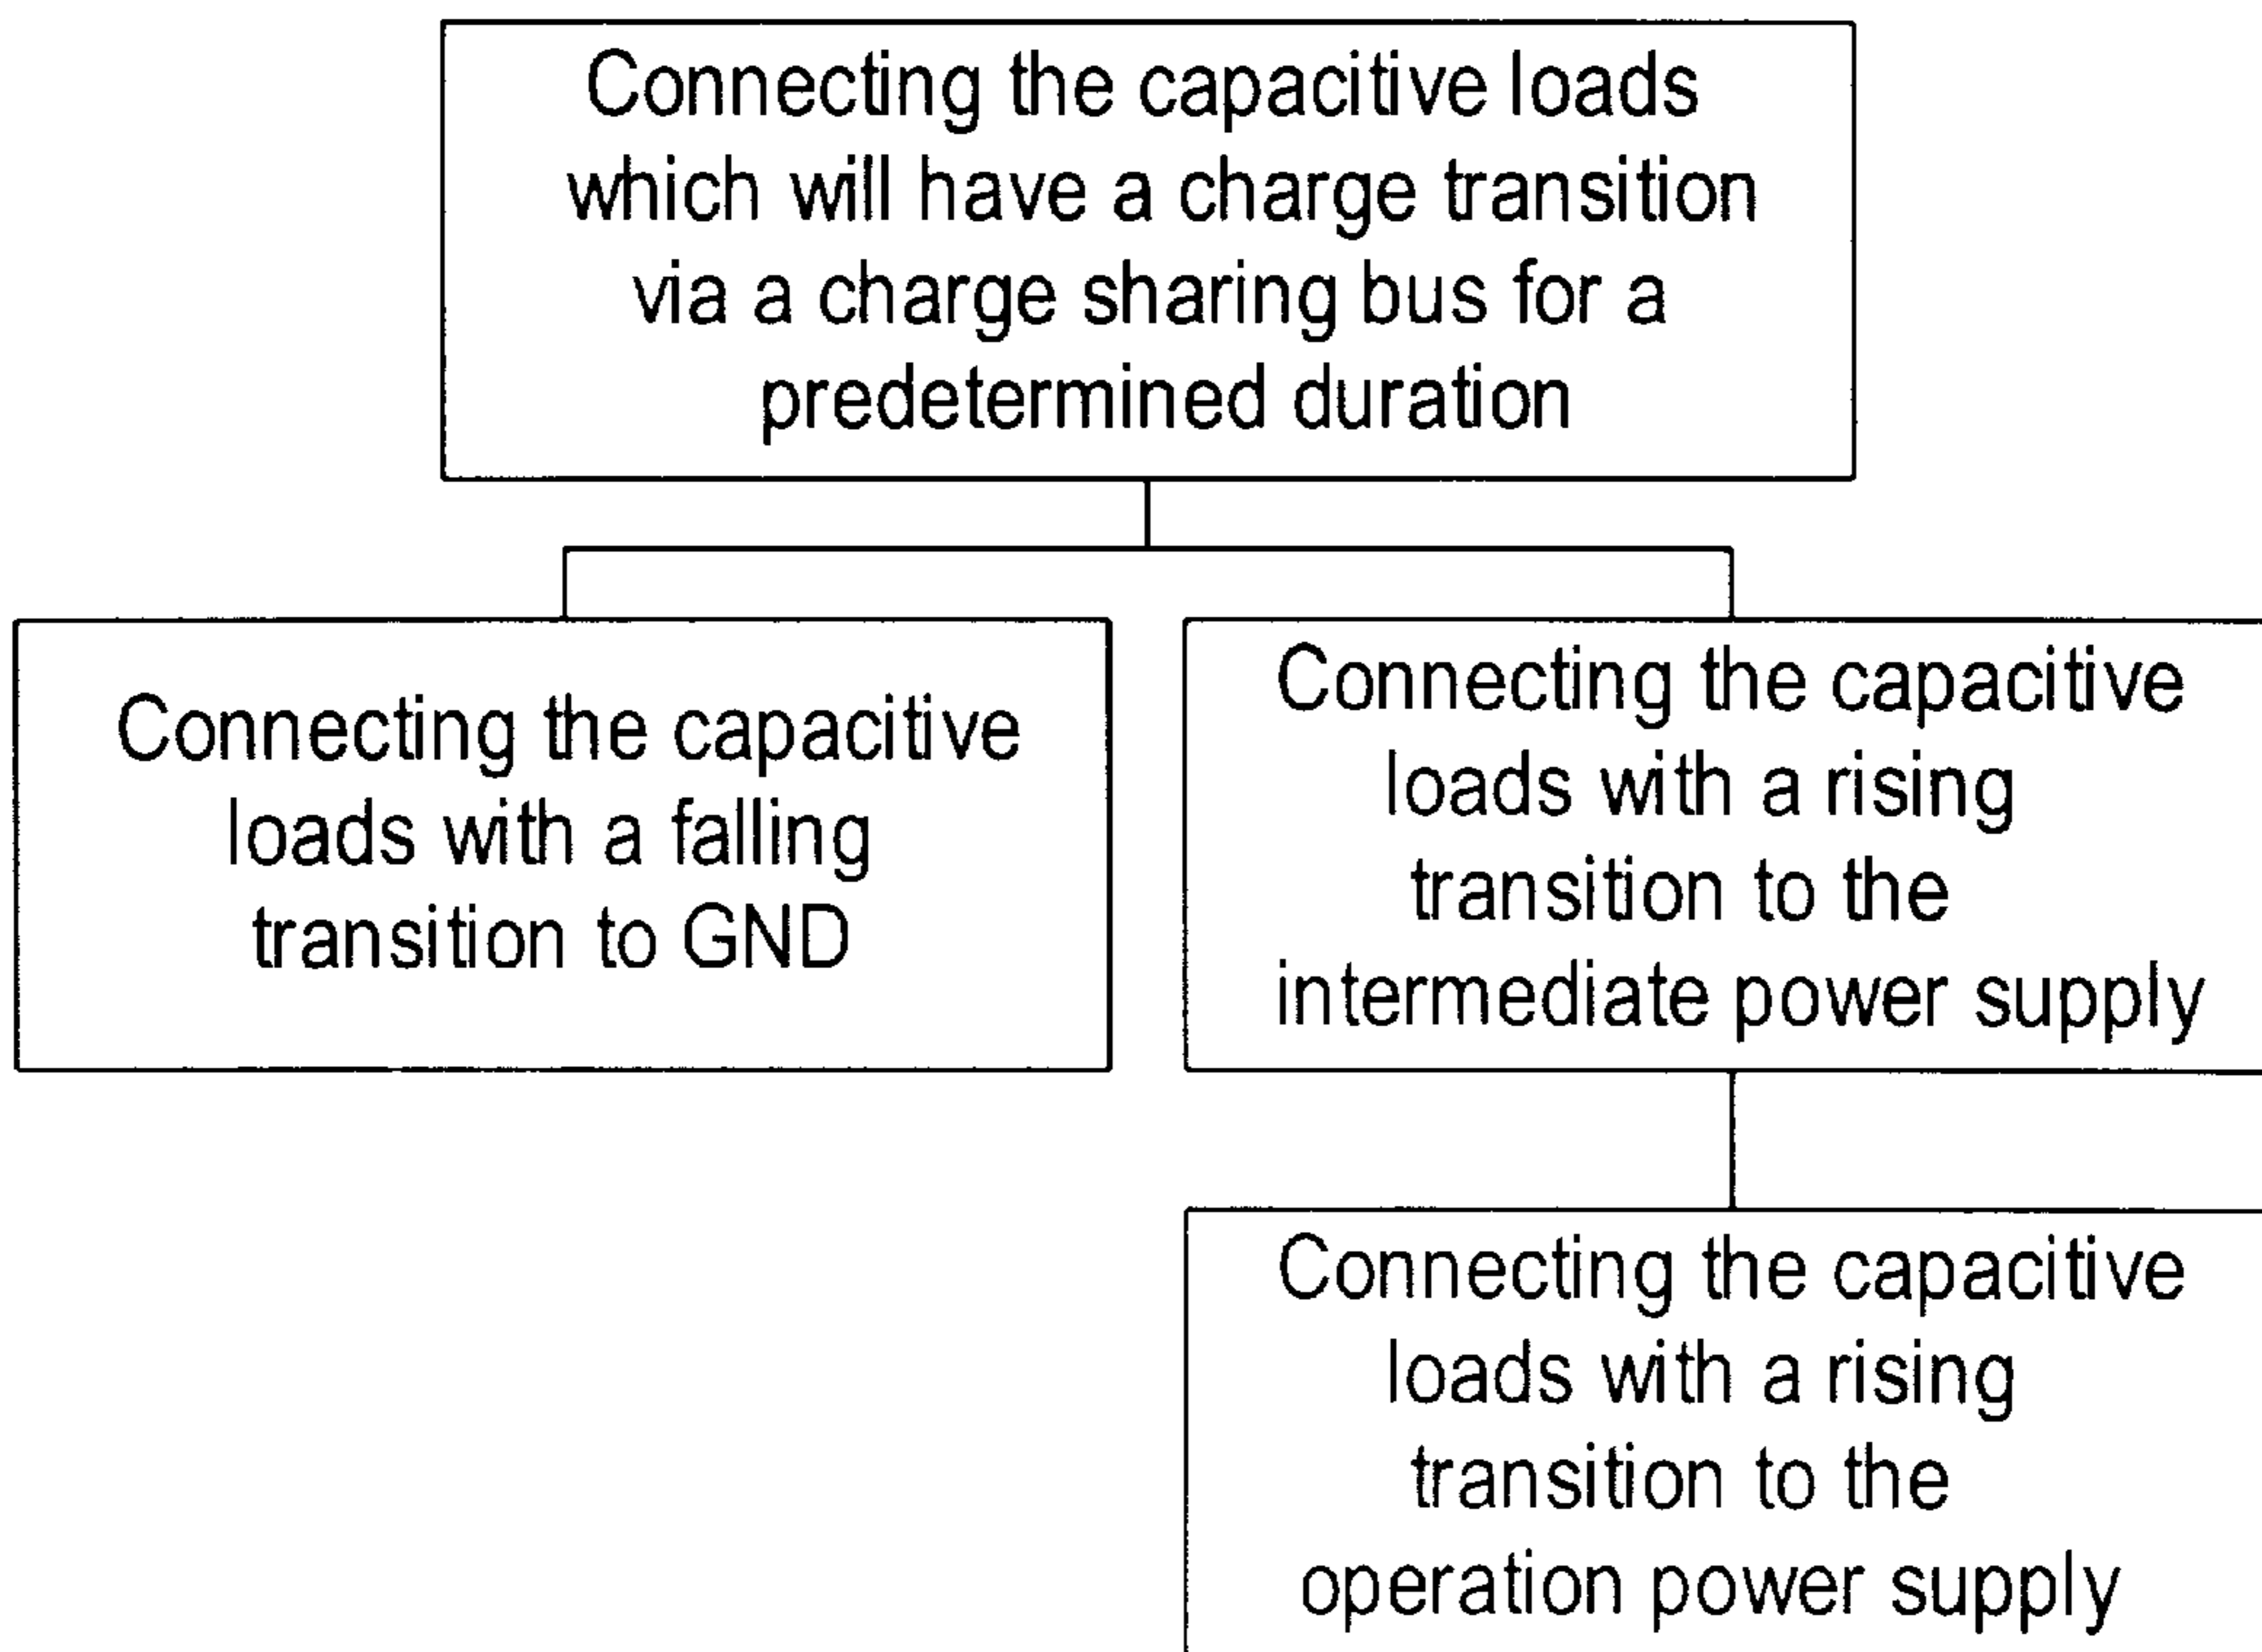 Connecting the capacitive loads
which will have a charge transition
via a charge sharing bus for a
predetermined duration
Connecting the capacitive
loads with a falling
transition to GND
Connecting the capacitive
loads with a rising
transition to the
intermediate power supply
Connecting the capacitive
loads with a rising
transition to the
operation power supply